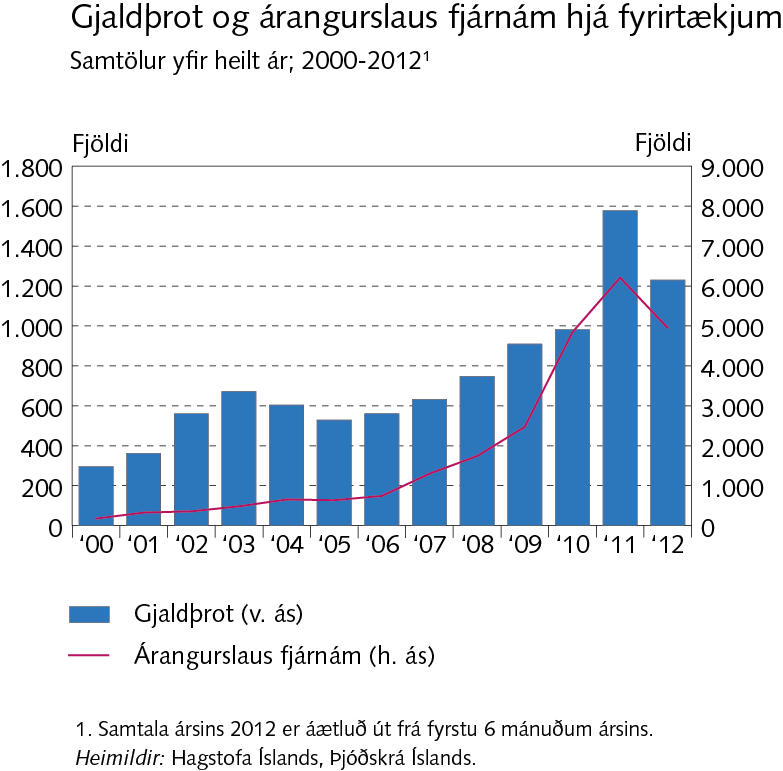 Gjaldþrot og árangurslaus fjárnám hjá fyrirtækjum
Samtölur yfir heilt ár; 2000-2012¹
Fjöldi Fjöldi
1.800 9.000
1.600 8.000
1.400 7.000
1.200 6.000
1.000 5.000
800 4.000
600 3.000
400 2.000
200 1.000
0 0
‘00 ‘01 ‘02 ‘03 ‘04 ‘05 ‘06 ‘07 ‘08 ‘09 ‘10 ‘11 ‘12
Gjaldþrot (v. ás)
Árangurslaus fjárnám (h. ás)
1. Samtala ársins 2012 er áætluð út frá fyrstu 6 mánuðum ársins.
Heimildir: Hagstofa Íslands, Þjóðskrá Íslands.